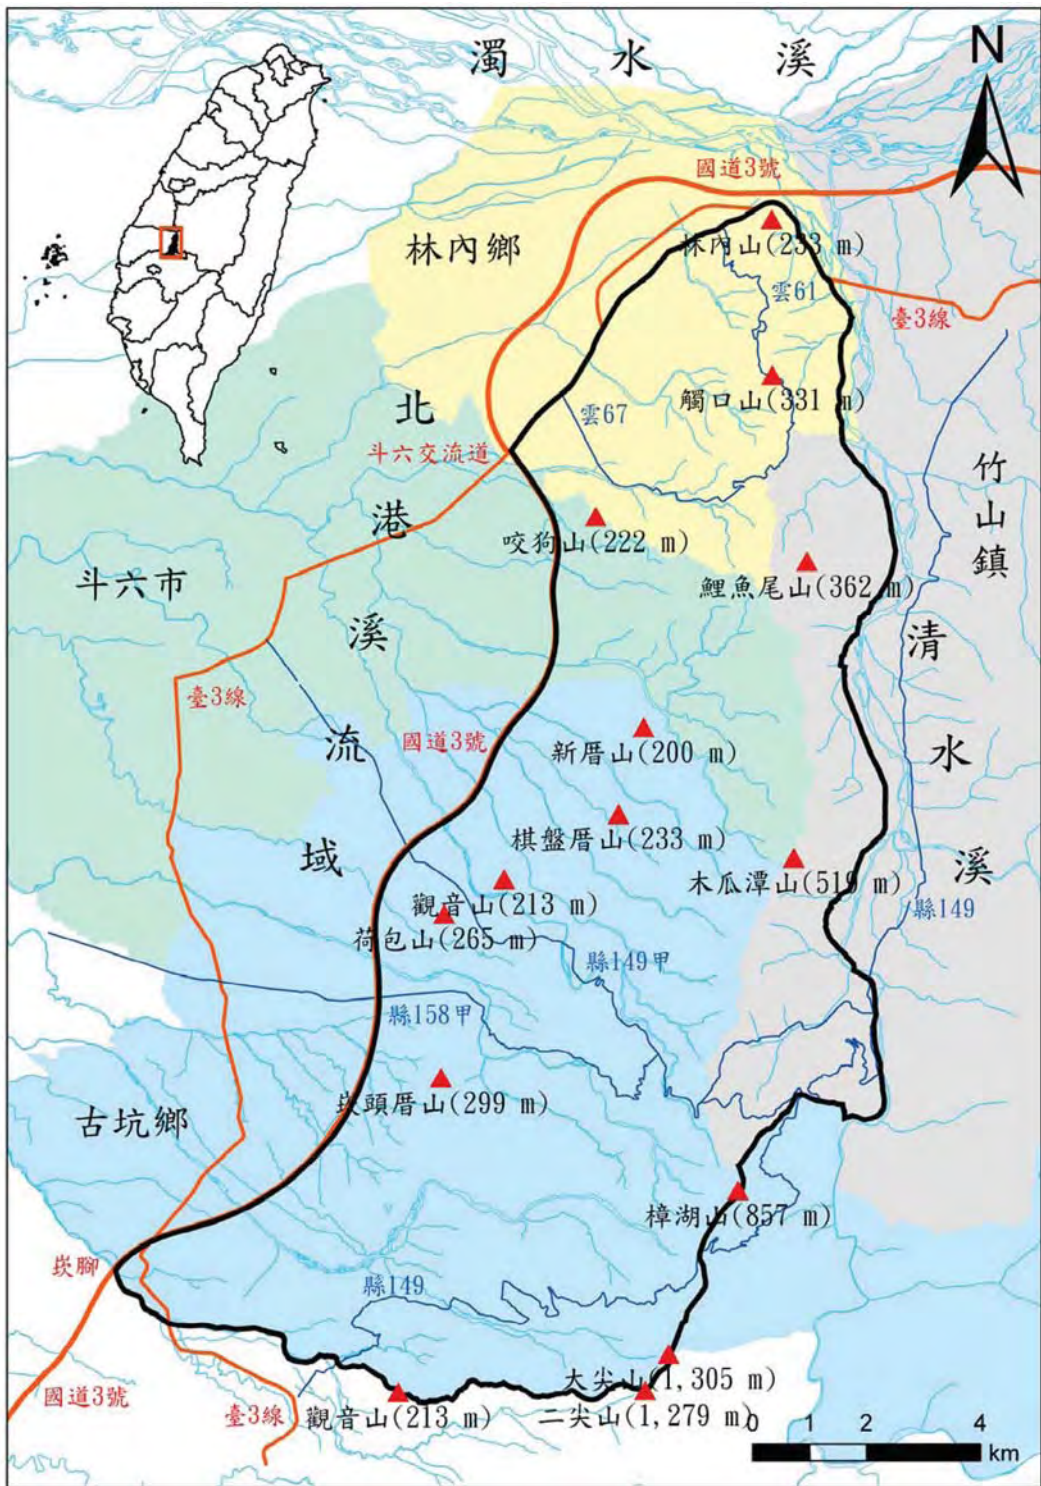 濁水溪
N
國道3號
林內鄉
林內山(233 m)
雲61
臺3線
觸口山(331 m)
北港溪流域
雲67
斗六交流道
竹山鎮
咬狗山(222 m)
鯉魚尾山(362 m)
斗六市
清水溪
臺3線
國道3號
新厝山(200 m)
棋盤厝山(233 m)
木瓜潭山(519 m)
觀音山(213 m)
荷包山(265 m)
縣149
縣149甲
縣158甲
崁頭厝山(299 m)
古坑鄉
樟湖山(857 m)
崁腳
縣149
大尖山(1,305 m)
國道3號
臺3線
觀音山(213 m)
二尖山(1,279 m)
0 1 2 4
km